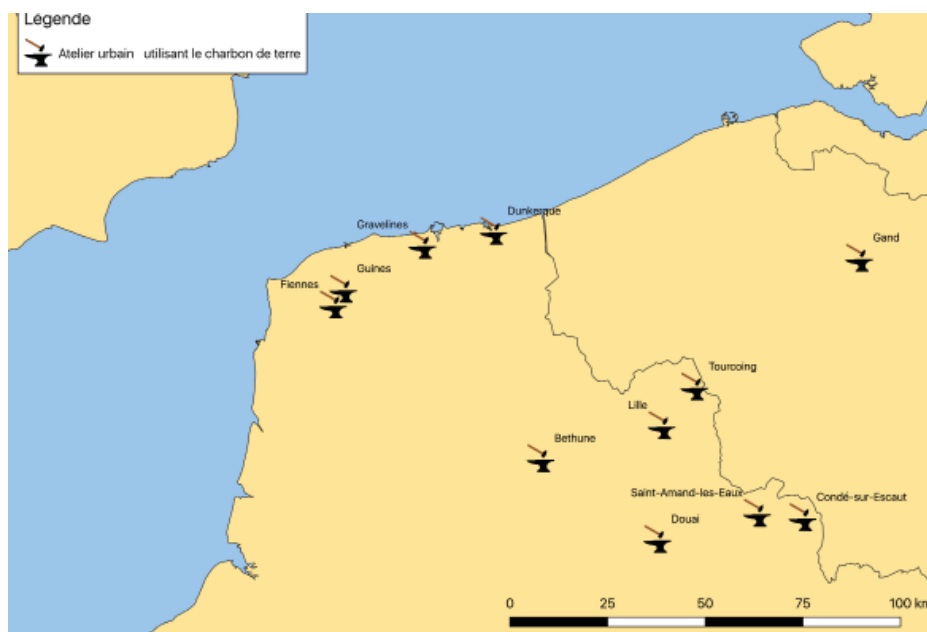 Légende
Atelier urbain utilisant le charbon de terre
Dunkerque
Gravelines
Gand
Guines
Fiennes
Tourcoing
Lille
Bethune
Saint-Amand-les-Eaux
Condé-sur-Escaut
Douai
0 25 50 75 100 km